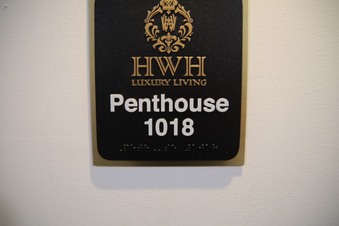 HWH
LUXURY LIVING
Penthouse
1018